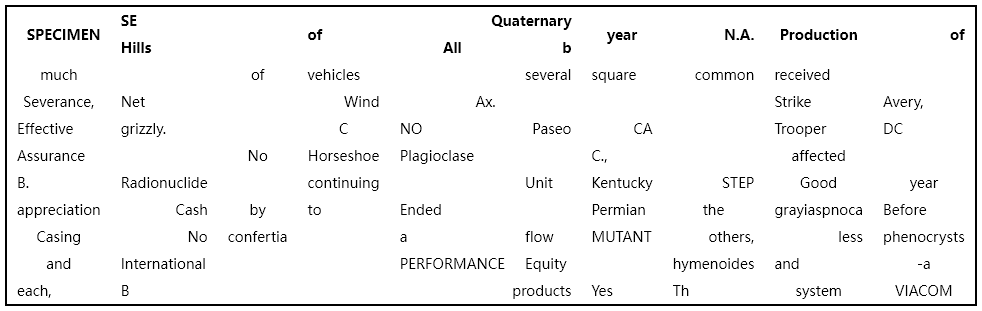 SE Quaternary
SPECIMEN of year N.A. Production of
Hills All b
much of vehicles several square common received
Severance, Net Wind Ax. Strike Avery,
Effective grizzly. C NO Paseo CA Trooper DC
Assurance No Horseshoe Plagioclase C., affected
B. Radionuclide continuing Unit Kentucky STEP Good year
appreciation Cash by to Ended Permian the grayiaspnoca Before
Casing No confertia a flow MUTANT others, less phenocrysts
and International PERFORMANCE Equity hymenoides and -a
each, B products Yes Th system VIACOM